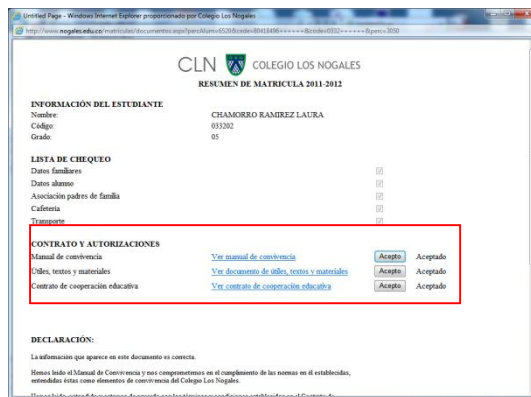 Untitled Page - Windows Internet Explorer proporcionado por Colegio Los Nogales
CLN COLEGIO LOS NOGALES
RESUMEN DE MATRICULA 2011-2012
INFORMACIÓN DEL ESTUDIANTE
Nombre: CHAMORRO RAMIREZ LAURA
Código: 033202
Grado: 05
LISTA DE CHEQUEO
Datos familiares
Datos alumno
Asociación padres de familia
Cafetería
Transporte
CONTRATO Y AUTORIZACIONES
Manual de convivencia Ver manual de convivencia Acepto Aceptado
Útiles, textos y materiales Ver documento de útiles, textos y materiales Acepto Aceptado
Contrato de cooperación educativa Ver contrato de cooperación educativa Acepto Aceptado
DECLARACIÓN:
La información que aparece en este documento es correcta.
Hemos leído el Manual de Convivencia y nos comprometemos en el cumplimiento de las normas en él establecidas,
entendidas éstas como elementos de convivencia del Colegio Los Nogales.